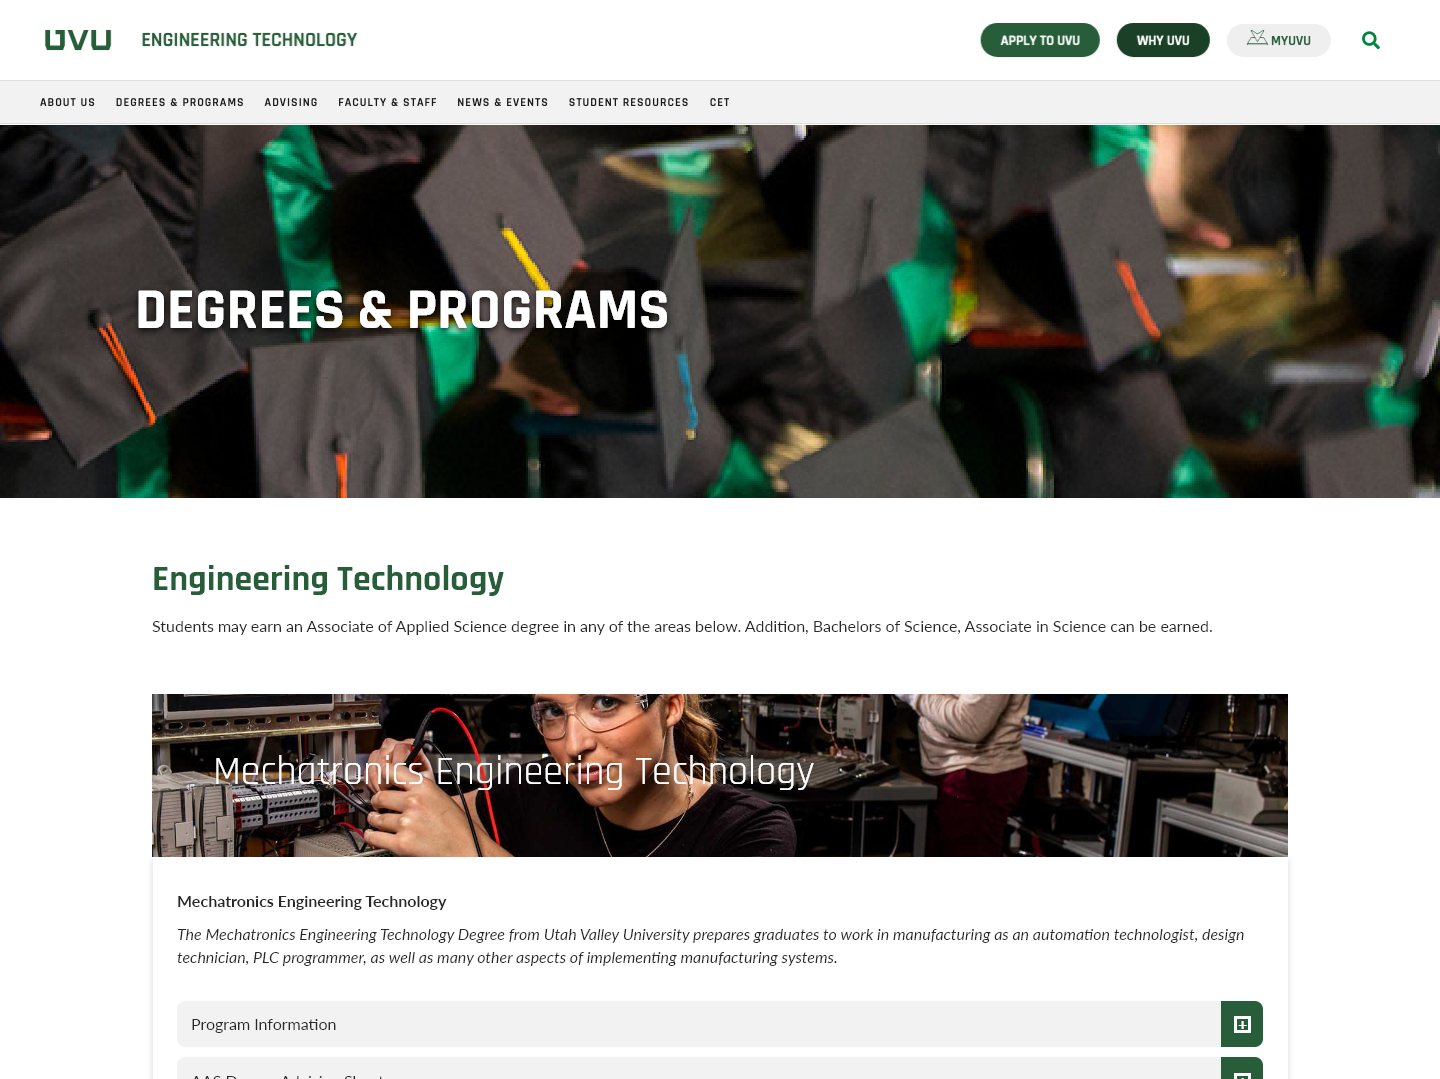 UVU
ENGINEERING TECHNOLOGY
APPLY TO UVU
WHY UVU
MYUVU
ABOUT US
DEGREES & PROGRAMS
ADVISING
FACULTY & STAFF
NEWS & EVENTS
STUDENT RESOURCES
CET
DEGREES & PROGRAMS
Engineering Technology
Students may earn an Associate of Applied Science degree in any of the areas below. Addition, Bachelors of Science, Associate in Science can be earned.
Mechatronics Engineering Technology
Mechatronics Engineering Technology
The Mechatronics Engineering Technology Degree from Utah Valley University prepares graduates to work in manufacturing as an automation technologist, design
technician, PLC programmer, as well as many other aspects of implementing manufacturing systems.
Program Information
AAS Degree Advising Sheet